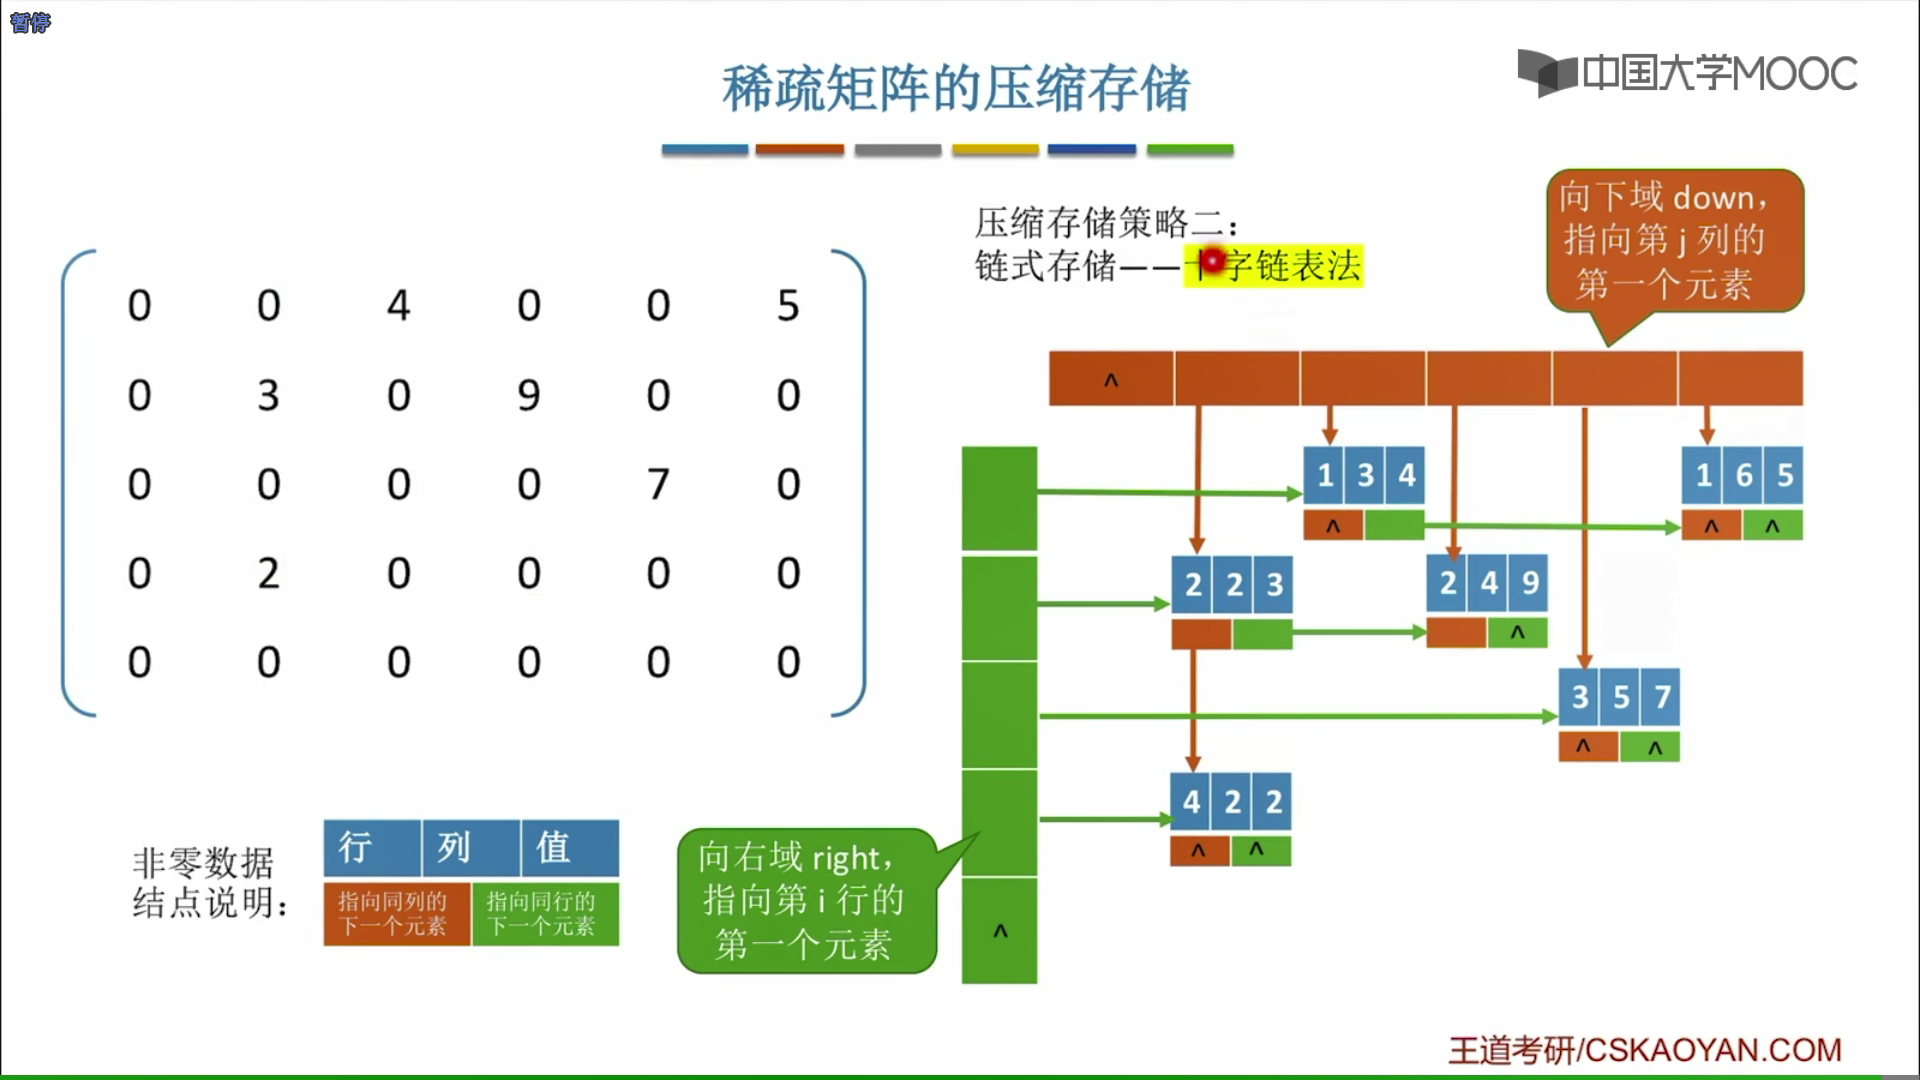 暂停
稀疏矩阵的压缩存储
中国大学MOOC
压缩存储策略二：
链式存储——十字链表法
向下域 down，
指向第 j 列的
第一个元素
0 0 4 0 0 5
0 3 0 9 0 0
0 0 0 0 7 0
0 2 0 0 0 0
0 0 0 0 0 0
^
1 3 4
^
1 6 5
^ ^
2 2 3
2 4 9
^
3 5 7
^ ^
4 2 2
^ ^
^
非零数据
结点说明：
行 列 值
指向同列的
下一个元素
指向同行的
下一个元素
向右域 right，
指向第 i 行的
第一个元素
王道考研/CSKAOYAN.COM